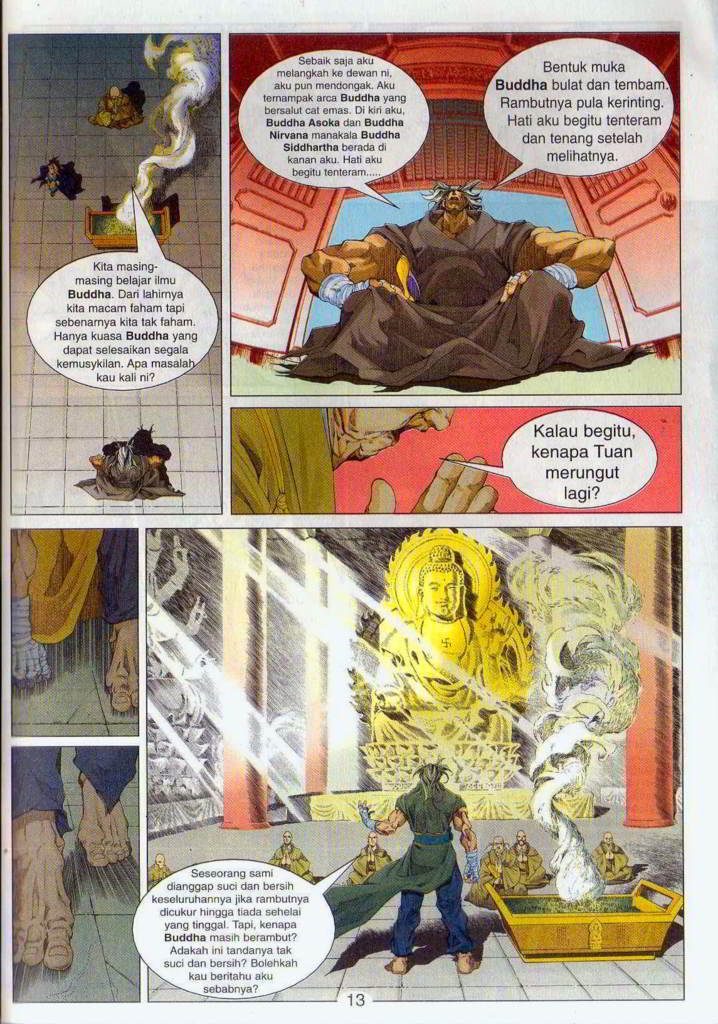 Kita masing-
masing belajar ilmu
Buddha. Dari lahirnya
kita macam faham tapi
sebenarnya kita tak faham.
Hanya kuasa Buddha yang
dapat selesaikan segala
kemusykilan. Apa masalah
kau kali ni?
Sebaik saja aku
melangkah ke dewan ni,
aku pun mendongak. Aku
ternampak arca Buddha yang
bersalut cat emas. Di kiri aku,
Buddha Asoka dan Buddha
Nirvana manakala Buddha
Siddhartha berada di
kanan aku. Hati aku
begitu tenteram.....
Bentuk muka
Buddha bulat dan tembam.
Rambutnya pula kerinting.
Hati aku begitu tenteram
dan tenang setelah
melihatnya.
Kalau begitu,
kenapa Tuan
merungut
lagi?
Seseorang sami
dianggap suci dan bersih
keseluruhannya jika rambutnya
dicukur hingga tiada sehelai
yang tinggal. Tapi, kenapa
Buddha masih berambut?
Adakah ini tandanya tak
suci dan bersih? Bolehkah
kau beritahu aku
sebabnya?
13